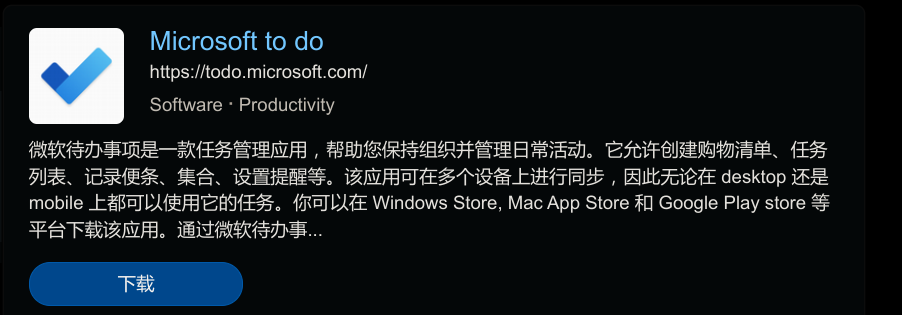 Microsoft to do
https://todo.microsoft.com/
Software · Productivity
微软待办事项是一款任务管理应用，帮助您保持组织并管理日常活动。它允许创建购物清单、任务
列表、记录便条、集合、设置提醒等。该应用可在多个设备上进行同步，因此无论在 desktop 还是
mobile 上都可以使用它的任务。你可以在 Windows Store, Mac App Store 和 Google Play store 等
平台下载该应用。通过微软待办事...
下载